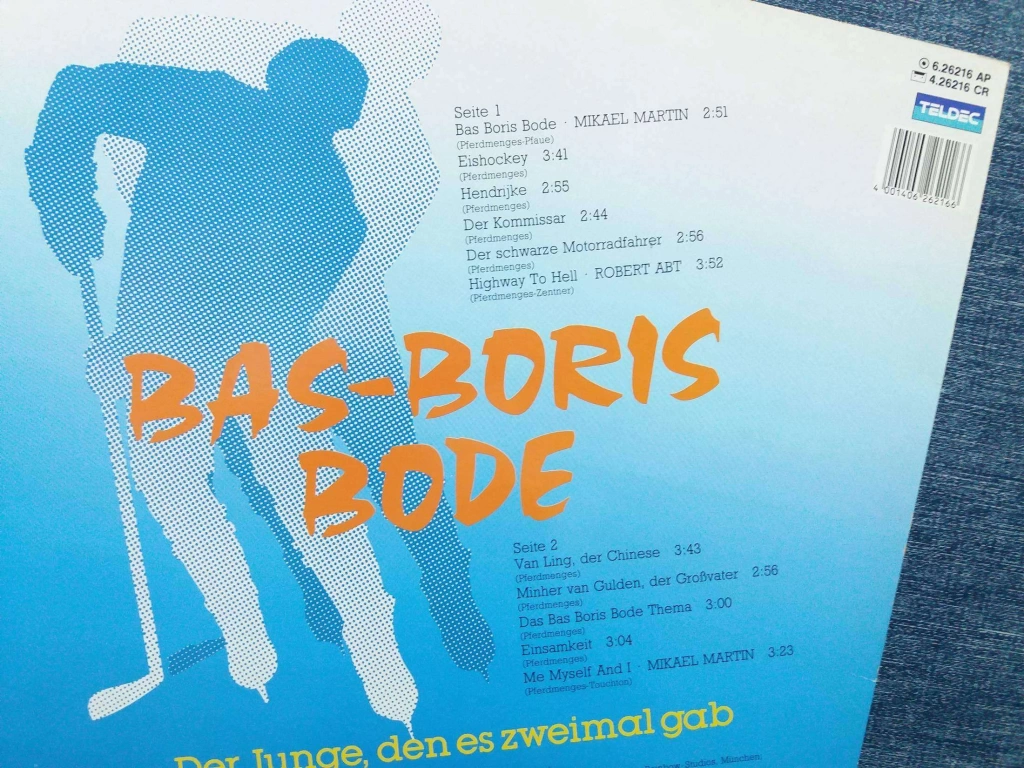 6.26216 AP
4.26216 CR
TELDEC
4 001406 262166
Seite 1
Bas Boris Bode · MIKAEL MARTIN 2:51
(Pferdmenges-Pfaue)
Eishockey 3:41
(Pferdmenges)
Hendrijke 2:55
(Pferdmenges)
Der Kommissar 2:44
(Pferdmenges)
Der schwarze Motorradfahrer 2:56
(Pferdmenges)
Highway To Hell · ROBERT ABT 3:52
(Pferdmenges-Zentner)
BAS-BORIS
BODE
Seite 2
Van Ling, der Chinese 3:43
(Pferdmenges)
Minher van Gulden, der Großvater 2:56
(Pferdmenges)
Das Bas Boris Bode Thema 3:00
(Pferdmenges)
Einsamkeit 3:04
(Pferdmenges)
Me Myself And I · MIKAEL MARTIN 3:23
(Pferdmenges-Touchton)
Der Junge, den es zweimal gab
Studios, München;